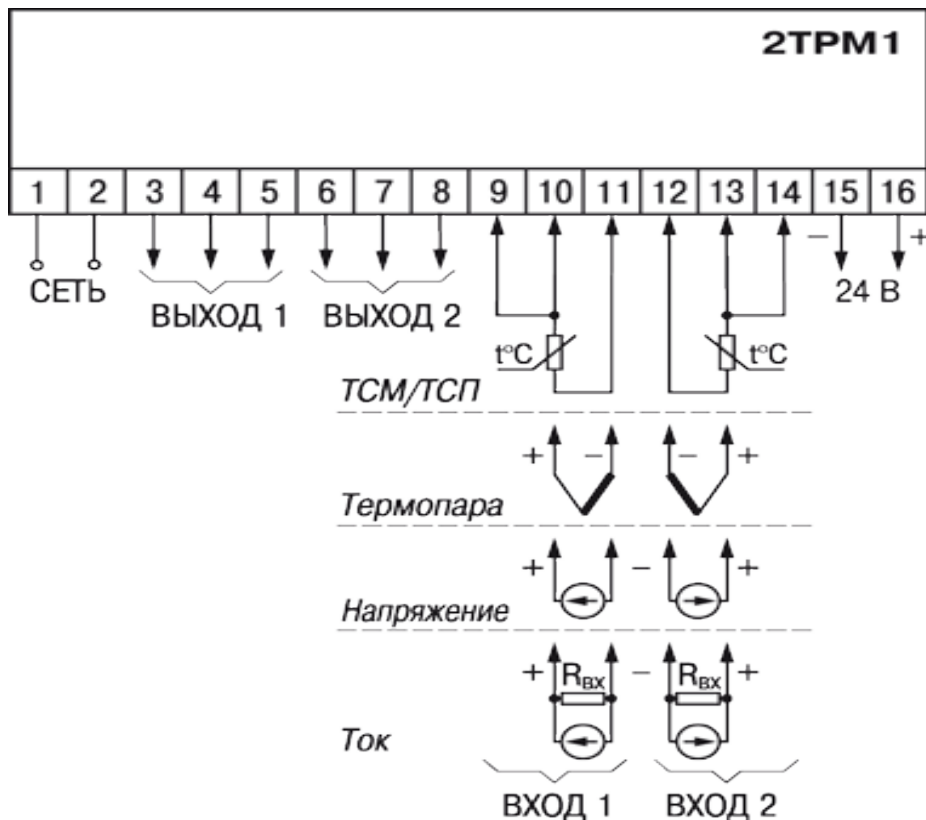 2ТРМ1
1 2 3 4 5 6 7 8 9 10 11 12 13 14 15 16
– +
СЕТЬ
ВЫХОД 1 ВЫХОД 2
24 В
t°C t°C
ТСМ/ТСП
+ – – +
Термопара
+ – +
Напряжение
+ Rвх – Rвх +
Ток
ВХОД 1 ВХОД 2